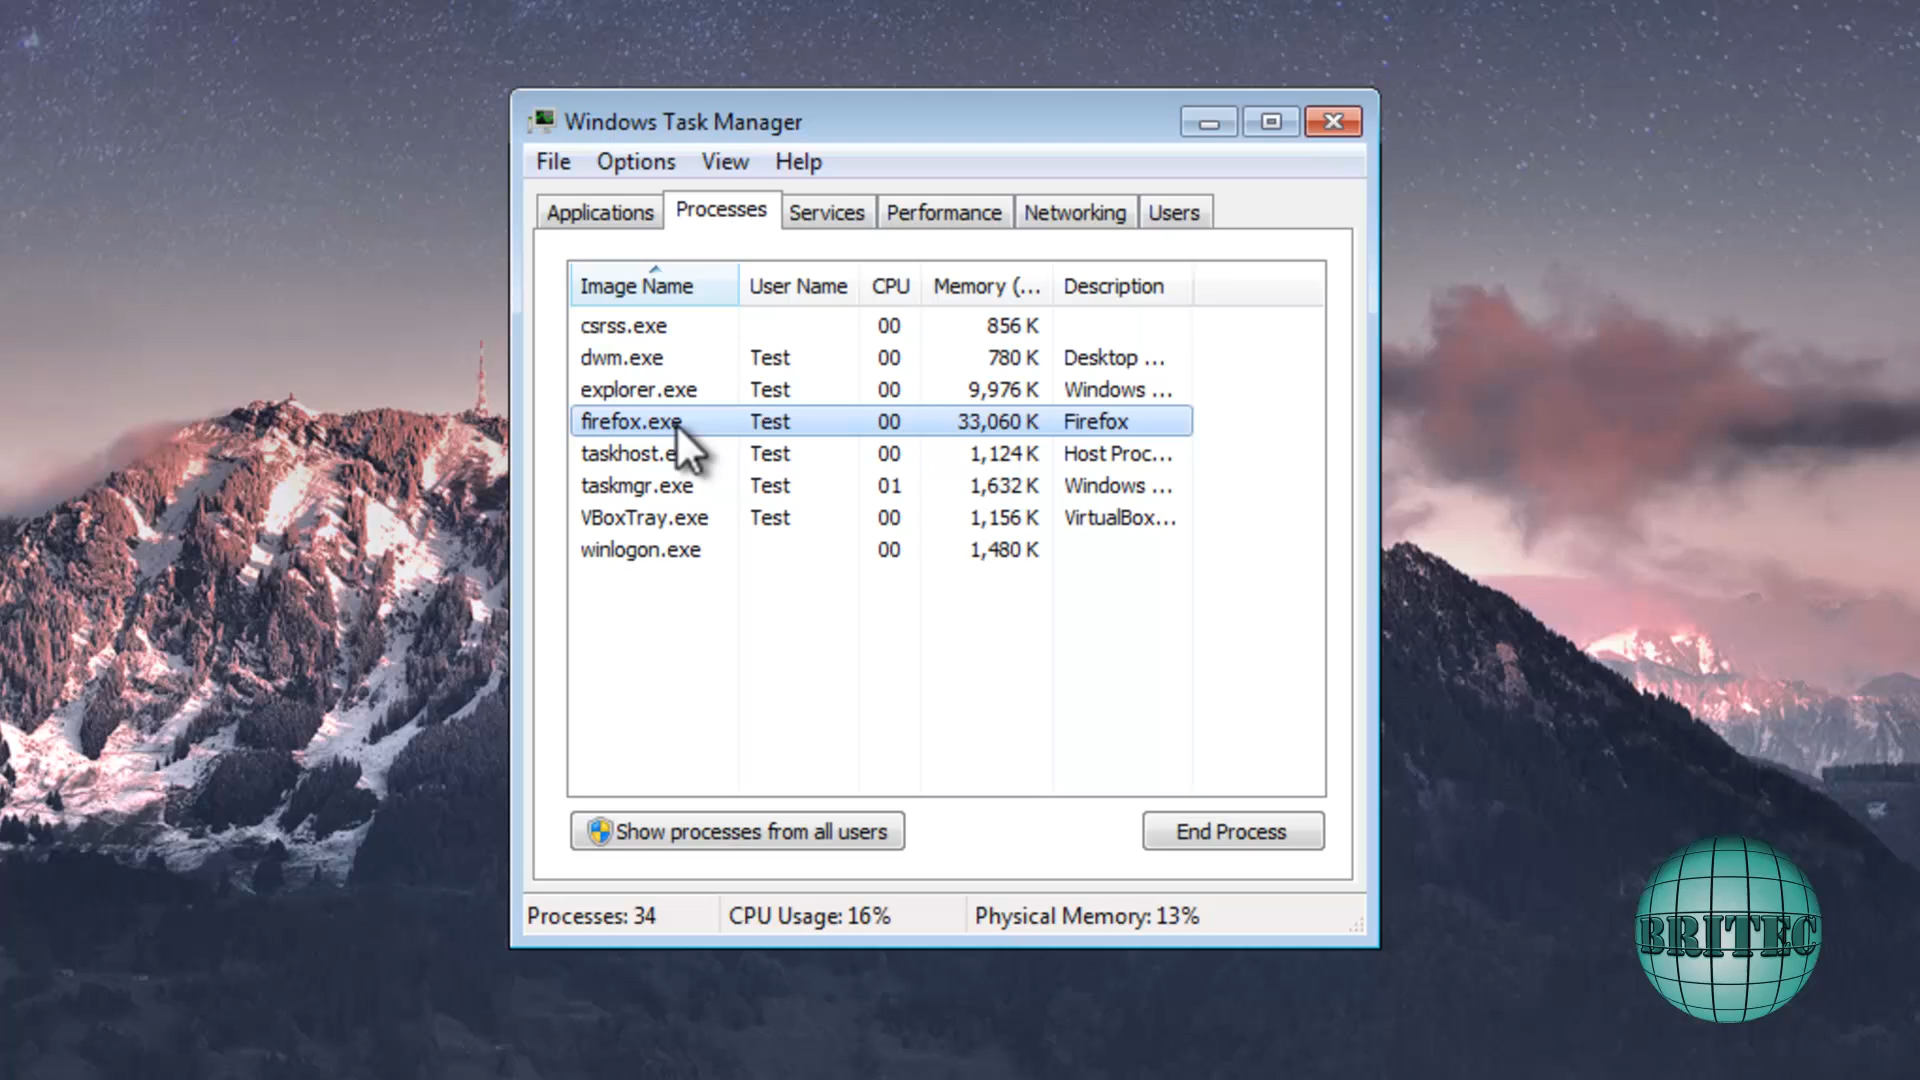 Windows Task Manager
File Options View Help
Applications Processes Services Performance Networking Users
Image Name User Name CPU Memory (... Description
csrss.exe 00 856 K
dwm.exe Test 00 780 K Desktop ...
explorer.exe Test 00 9,976 K Windows ...
firefox.exe Test 00 33,060 K Firefox
taskhost.e Test 00 1,124 K Host Proc...
taskmgr.exe Test 01 1,632 K Windows ...
VBoxTray.exe Test 00 1,156 K VirtualBox...
winlogon.exe 00 1,480 K
Show processes from all users End Process
Processes: 34 CPU Usage: 16% Physical Memory: 13%
BRITEC